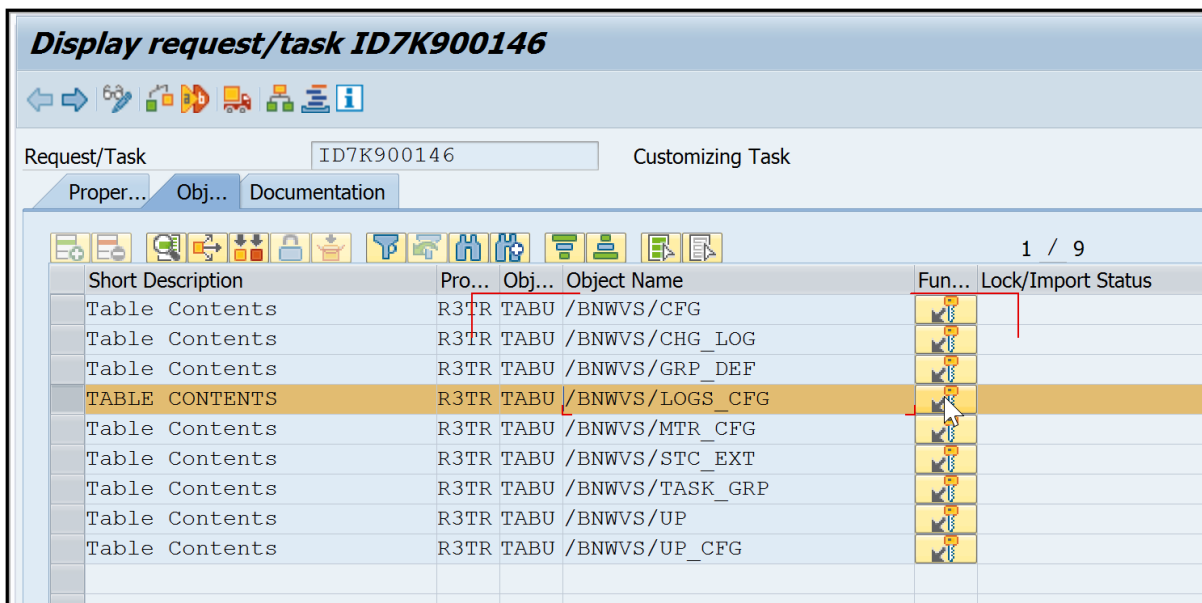 Display request/task ID7K900146
Request/Task ID7K900146 Customizing Task
Proper... Obj... Documentation
1 / 9
Short Description Pro... Obj... Object Name Fun... Lock/Import Status
Table Contents R3TR TABU /BNWVS/CFG
Table Contents R3TR TABU /BNWVS/CHG_LOG
Table Contents R3TR TABU /BNWVS/GRP_DEF
TABLE CONTENTS R3TR TABU /BNWVS/LOGS_CFG
Table Contents R3TR TABU /BNWVS/MTR_CFG
Table Contents R3TR TABU /BNWVS/STC_EXT
Table Contents R3TR TABU /BNWVS/TASK_GRP
Table Contents R3TR TABU /BNWVS/UP
Table Contents R3TR TABU /BNWVS/UP_CFG